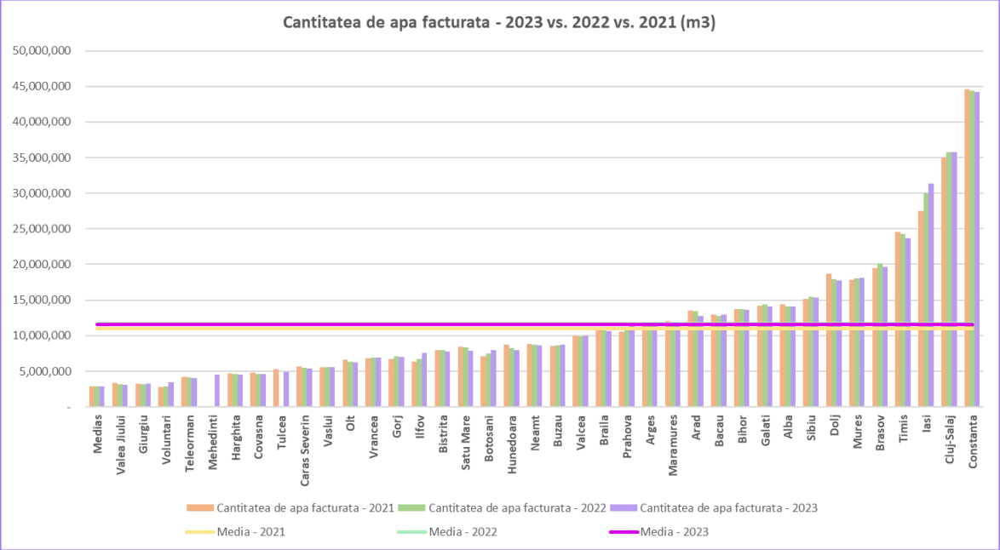 Cantitatea de apa facturata - 2023 vs. 2022 vs. 2021 (m3)
50,000,000
45,000,000
40,000,000
35,000,000
30,000,000
25,000,000
20,000,000
15,000,000
10,000,000
5,000,000
-
Medias
Valea Jiului
Giurgiu
Voluntari
Teleorman
Mehedinti
Harghita
Covasna
Tulcea
Caras Severin
Vaslui
Olt
Vrancea
Gorj
Ilfov
Bistrita
Satu Mare
Botosani
Hunedoara
Neamt
Buzau
Valcea
Braila
Prahova
Arges
Maramures
Arad
Bacau
Bihor
Galati
Alba
Sibiu
Dolj
Mures
Brasov
Timis
Iasi
Cluj-Salaj
Constanta
Cantitatea de apa facturata - 2021 Cantitatea de apa facturata - 2022 Cantitatea de apa facturata - 2023
Media - 2021 Media - 2022 Media - 2023